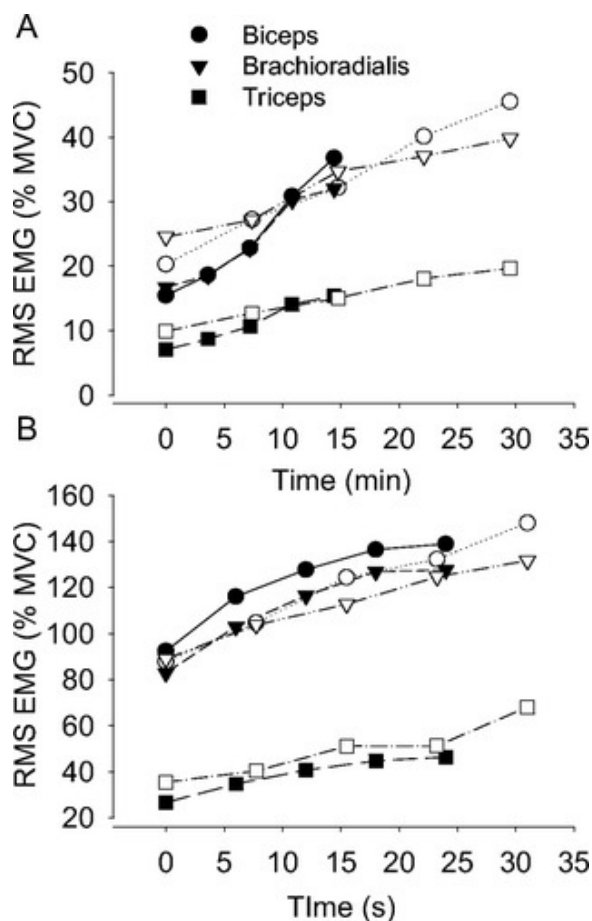 A
Biceps
Brachioradialis
Triceps
RMS EMG (% MVC)
50
40
30
20
10
0
0 5 10 15 20 25 30 35
Time (min)
B
RMS EMG (% MVC)
160
140
120
100
80
60
40
20
0 5 10 15 20 25 30 35
TIme (s)